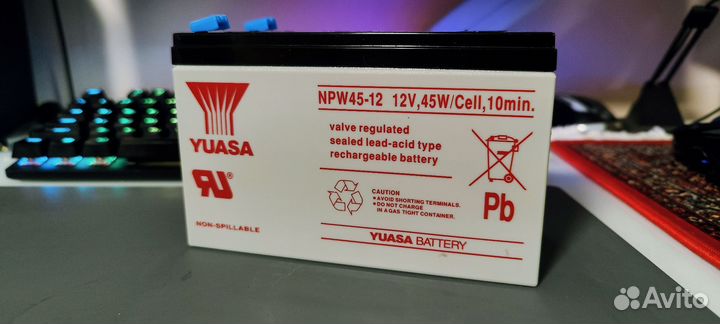 NPW45-12 12V,45W/Cell,10min.
YUASA
valve regulated
sealed lead-acid type
rechargeable battery
CAUTION
• AVOID SHORTING TERMINALS.
• DO NOT CHARGE
IN A GAS TIGHT CONTAINER.
Pb
NON-SPILLABLE
YUASA BATTERY
Avito